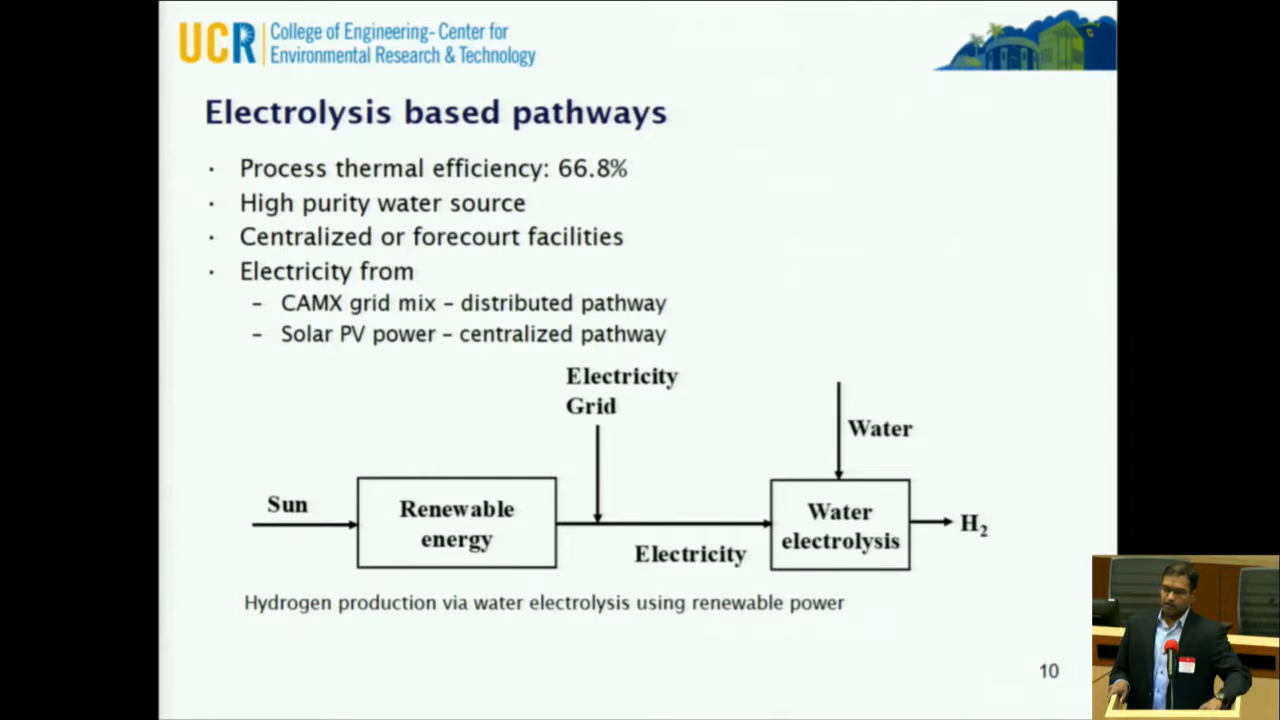 UCR
College of Engineering- Center for
Environmental Research & Technology
Electrolysis based pathways
· Process thermal efficiency: 66.8%
· High purity water source
· Centralized or forecourt facilities
· Electricity from
– CAMX grid mix – distributed pathway
– Solar PV power – centralized pathway
Electricity
Grid
Water
Sun
Renewable
energy
Electricity
Water
electrolysis
H₂
Hydrogen production via water electrolysis using renewable power
10